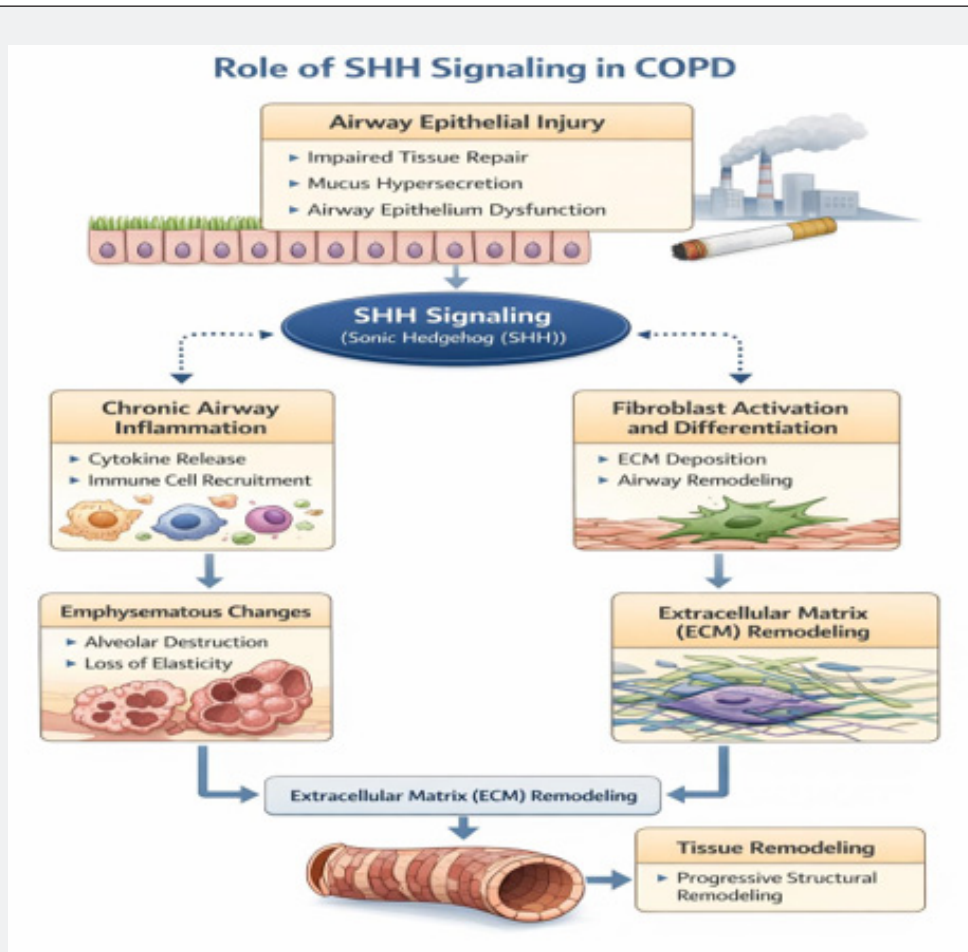 Role of SHH Signaling in COPD
Airway Epithelial Injury
▸ Impaired Tissue Repair
▸ Mucus Hypersecretion
▸ Airway Epithelium Dysfunction
SHH Signaling
(Sonic Hedgehog (SHH))
Chronic Airway
Inflammation
▸ Cytokine Release
▸ Immune Cell Recruitment
Fibroblast Activation
and Differentiation
▸ ECM Deposition
▸ Airway Remodeling
Emphysematous Changes
▸ Alveolar Destruction
▸ Loss of Elasticity
Extracellular Matrix
(ECM) Remodeling
Extracellular Matrix (ECM) Remodeling
Tissue Remodeling
▸ Progressive Structural
Remodeling